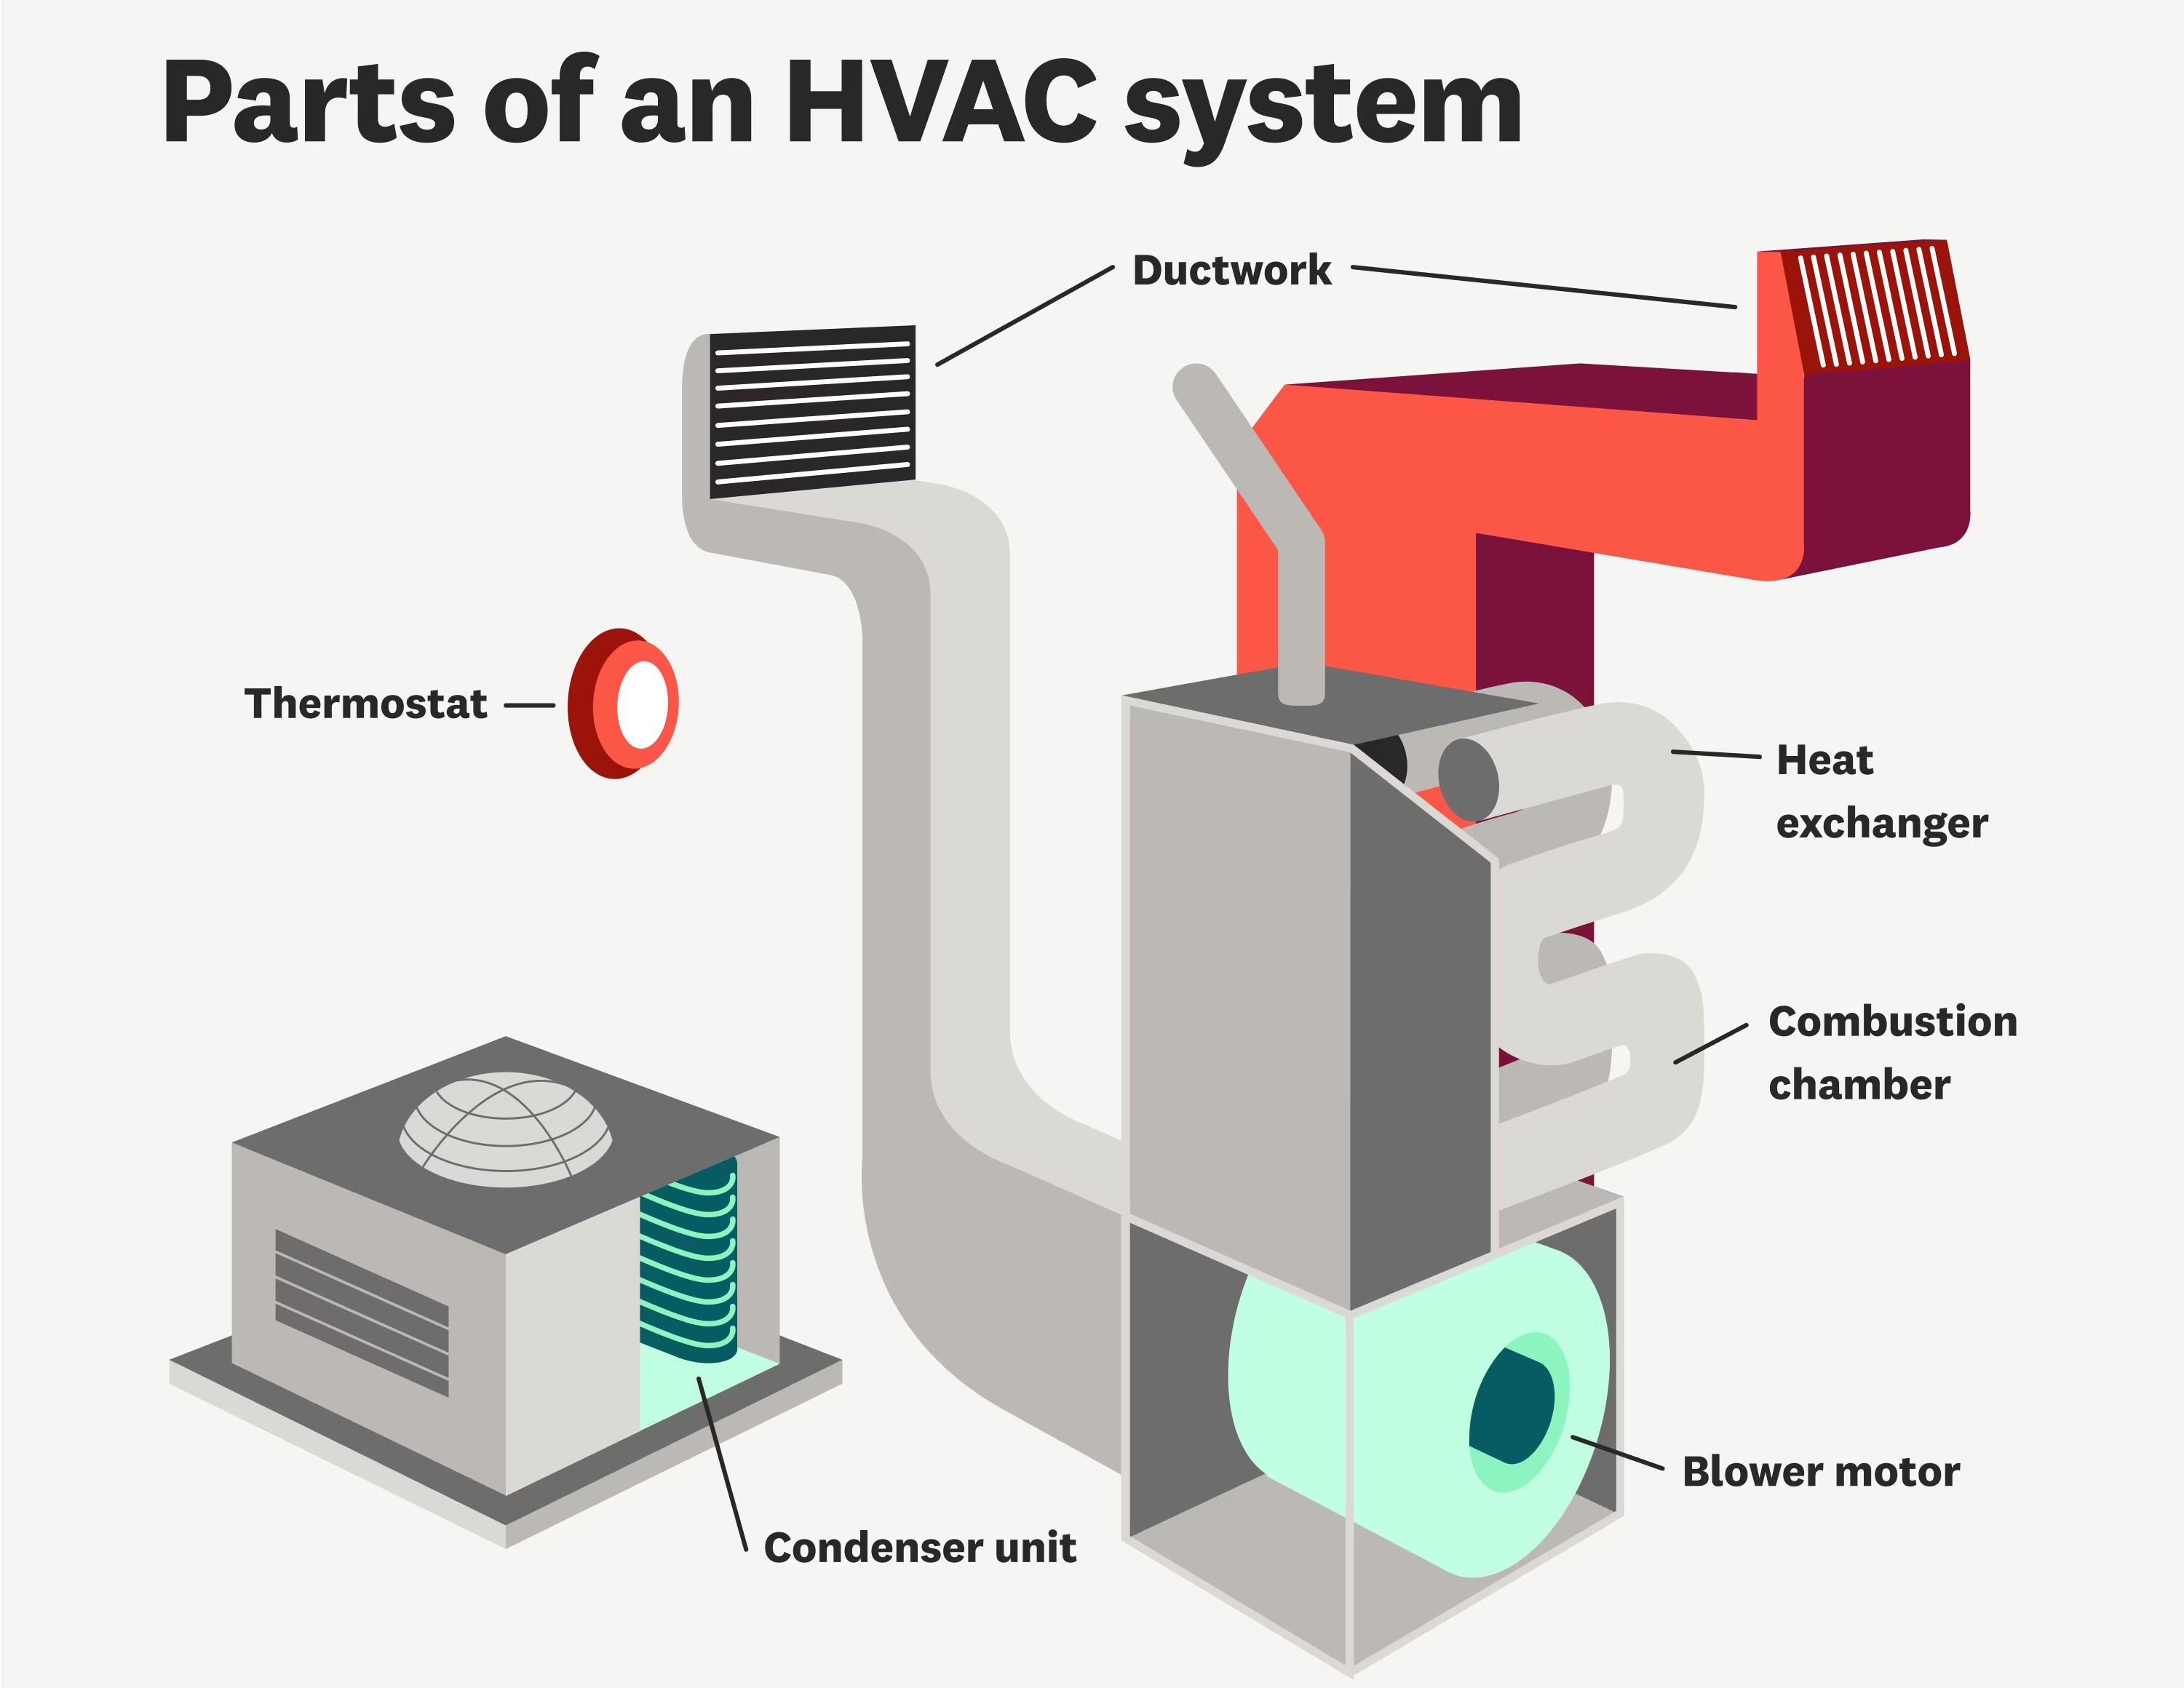 Parts of an HVAC system
Ductwork
Thermostat
Heat
exchanger
Combustion
chamber
Blower motor
Condenser unit